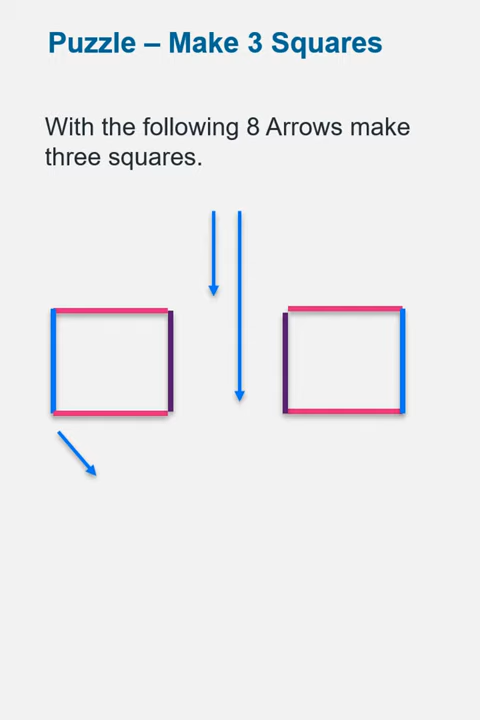 Puzzle – Make 3 Squares
With the following 8 Arrows make
three squares.